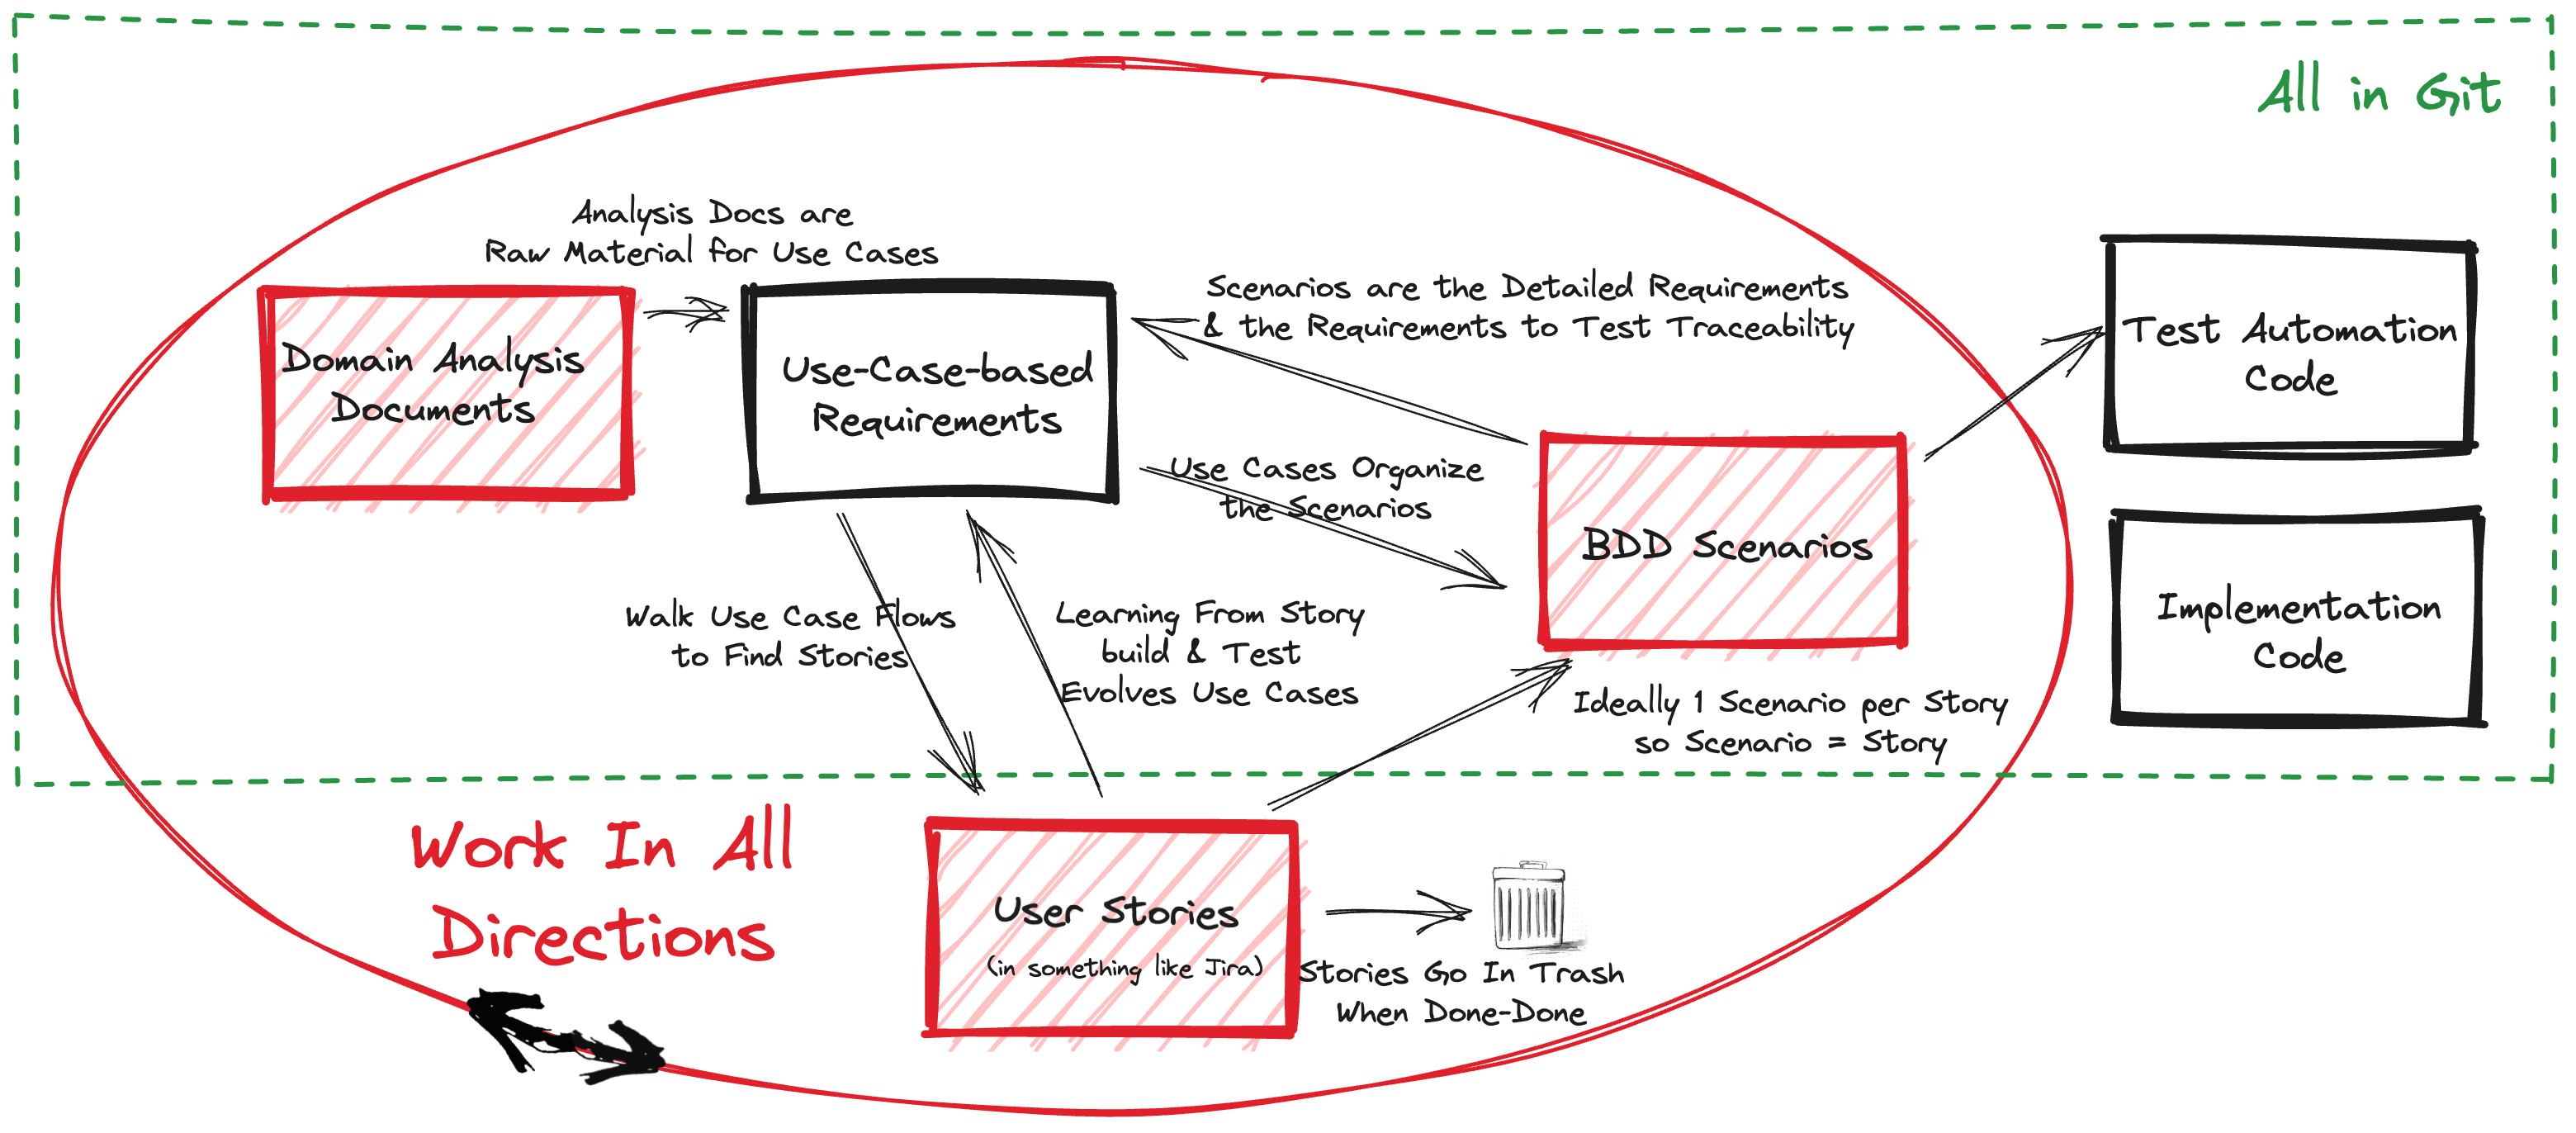 All in Git
Analysis Docs are
Raw Material for Use Cases
Domain Analysis
Documents
Use-Case-based
Requirements
Scenarios are the Detailed Requirements
& the Requirements to Test Traceability
Test Automation
Code
Use Cases Organize
the Scenarios
BDD Scenarios
Implementation
Code
Walk Use Case Flows
to Find Stories
Learning From Story
build & Test
Evolves Use Cases
Ideally 1 Scenario per Story
so Scenario = Story
Work In All
Directions
User Stories
(in something like Jira)
Stories Go In Trash
When Done-Done